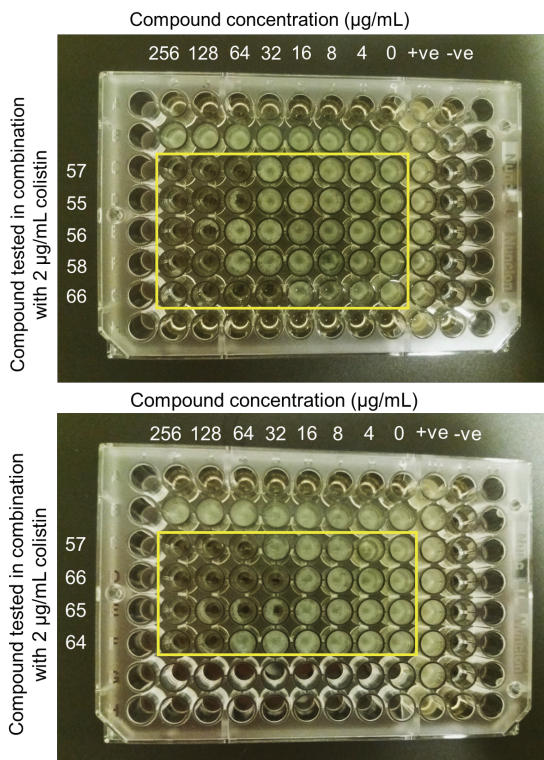 Compound concentration (µg/mL)
256 128 64 32 16 8 4 0 +ve -ve
Compound tested in combination
with 2 µg/mL colistin
57
55
56
58
66
Compound concentration (µg/mL)
256 128 64 32 16 8 4 0 +ve -ve
Compound tested in combination
with 2 µg/mL colistin
57
66
65
64